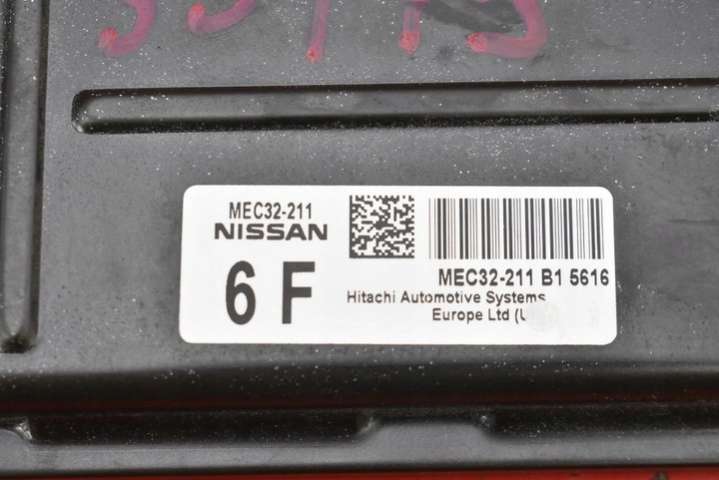 MEC32-211
NISSAN
6 F
MEC32-211 B1 5616
Hitachi Automotive Systems
Europe Ltd (U